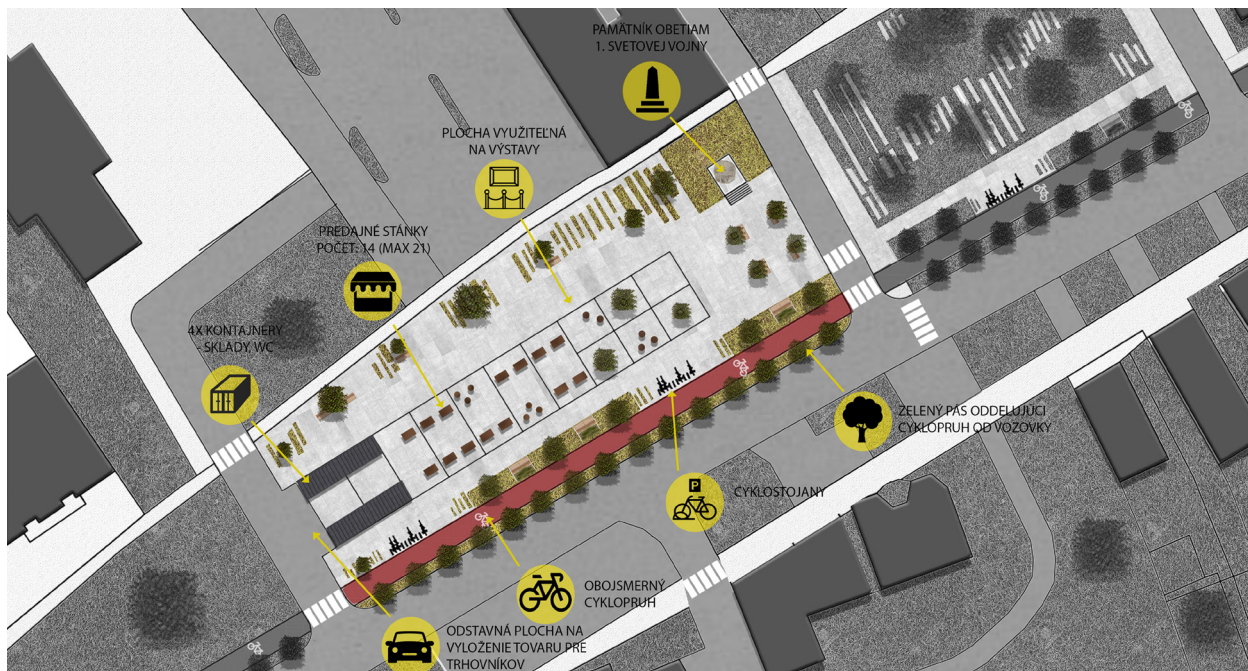 PAMÄTNÍK OBETIAM
1. SVETOVEJ VOJNY
PLOCHA VYUŽITEĽNÁ
NA VÝSTAVY
PREDAJNÉ STÁNKY
POČET: 14 (MAX 21)
4X KONTAJNERY
- SKLADY, WC
ZELENÝ PÁS ODDEĽUJÚCI
CYKLOPRUH OD VOZOVKY
P
CYKLOSTOJANY
OBOJSMERNÝ
CYKLOPRUH
ODSTAVNÁ PLOCHA NA
VYLOŽENIE TOVARU PRE
TRHOVNÍKOV